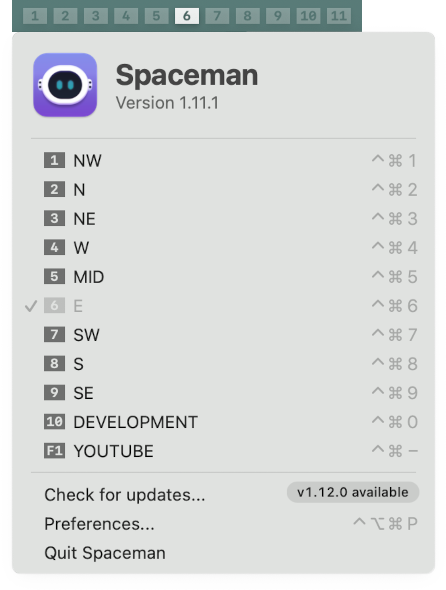 1 2 3 4 5 6 7 8 9 10 11
Spaceman
Version 1.11.1
1 NW ^⌘1
2 N ^⌘2
3 NE ^⌘3
4 W ^⌘4
5 MID ^⌘5
✓ 6 E ^⌘6
7 SW ^⌘7
8 S ^⌘8
9 SE ^⌘9
10 DEVELOPMENT ^⌘0
F1 YOUTUBE ^⌘–
Check for updates... v1.12.0 available
Preferences... ^⌥⌘P
Quit Spaceman